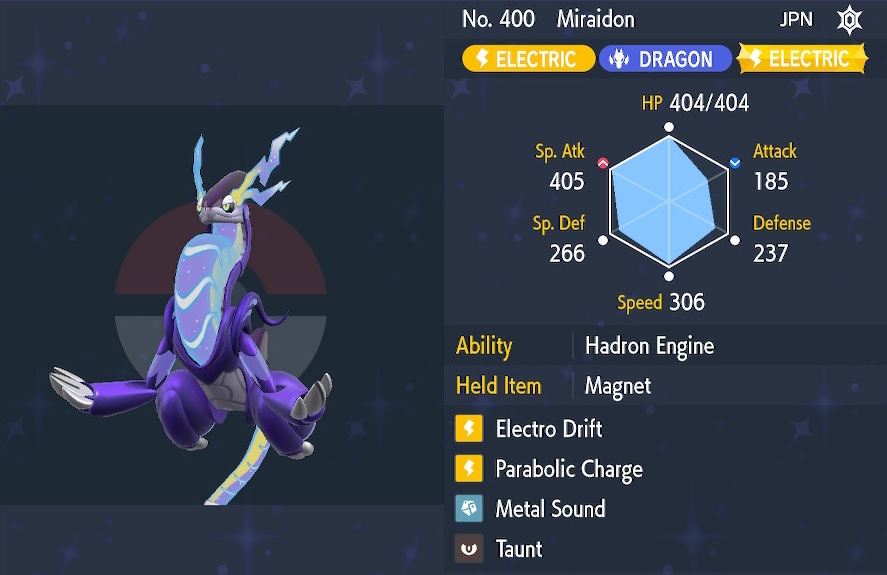 No. 400 Miraidon JPN
ELECTRIC DRAGON ELECTRIC
HP 404/404
Sp. Atk
405
Attack
185
Sp. Def
266
Defense
237
Speed 306
Ability Hadron Engine
Held Item Magnet
Electro Drift
Parabolic Charge
Metal Sound
Taunt